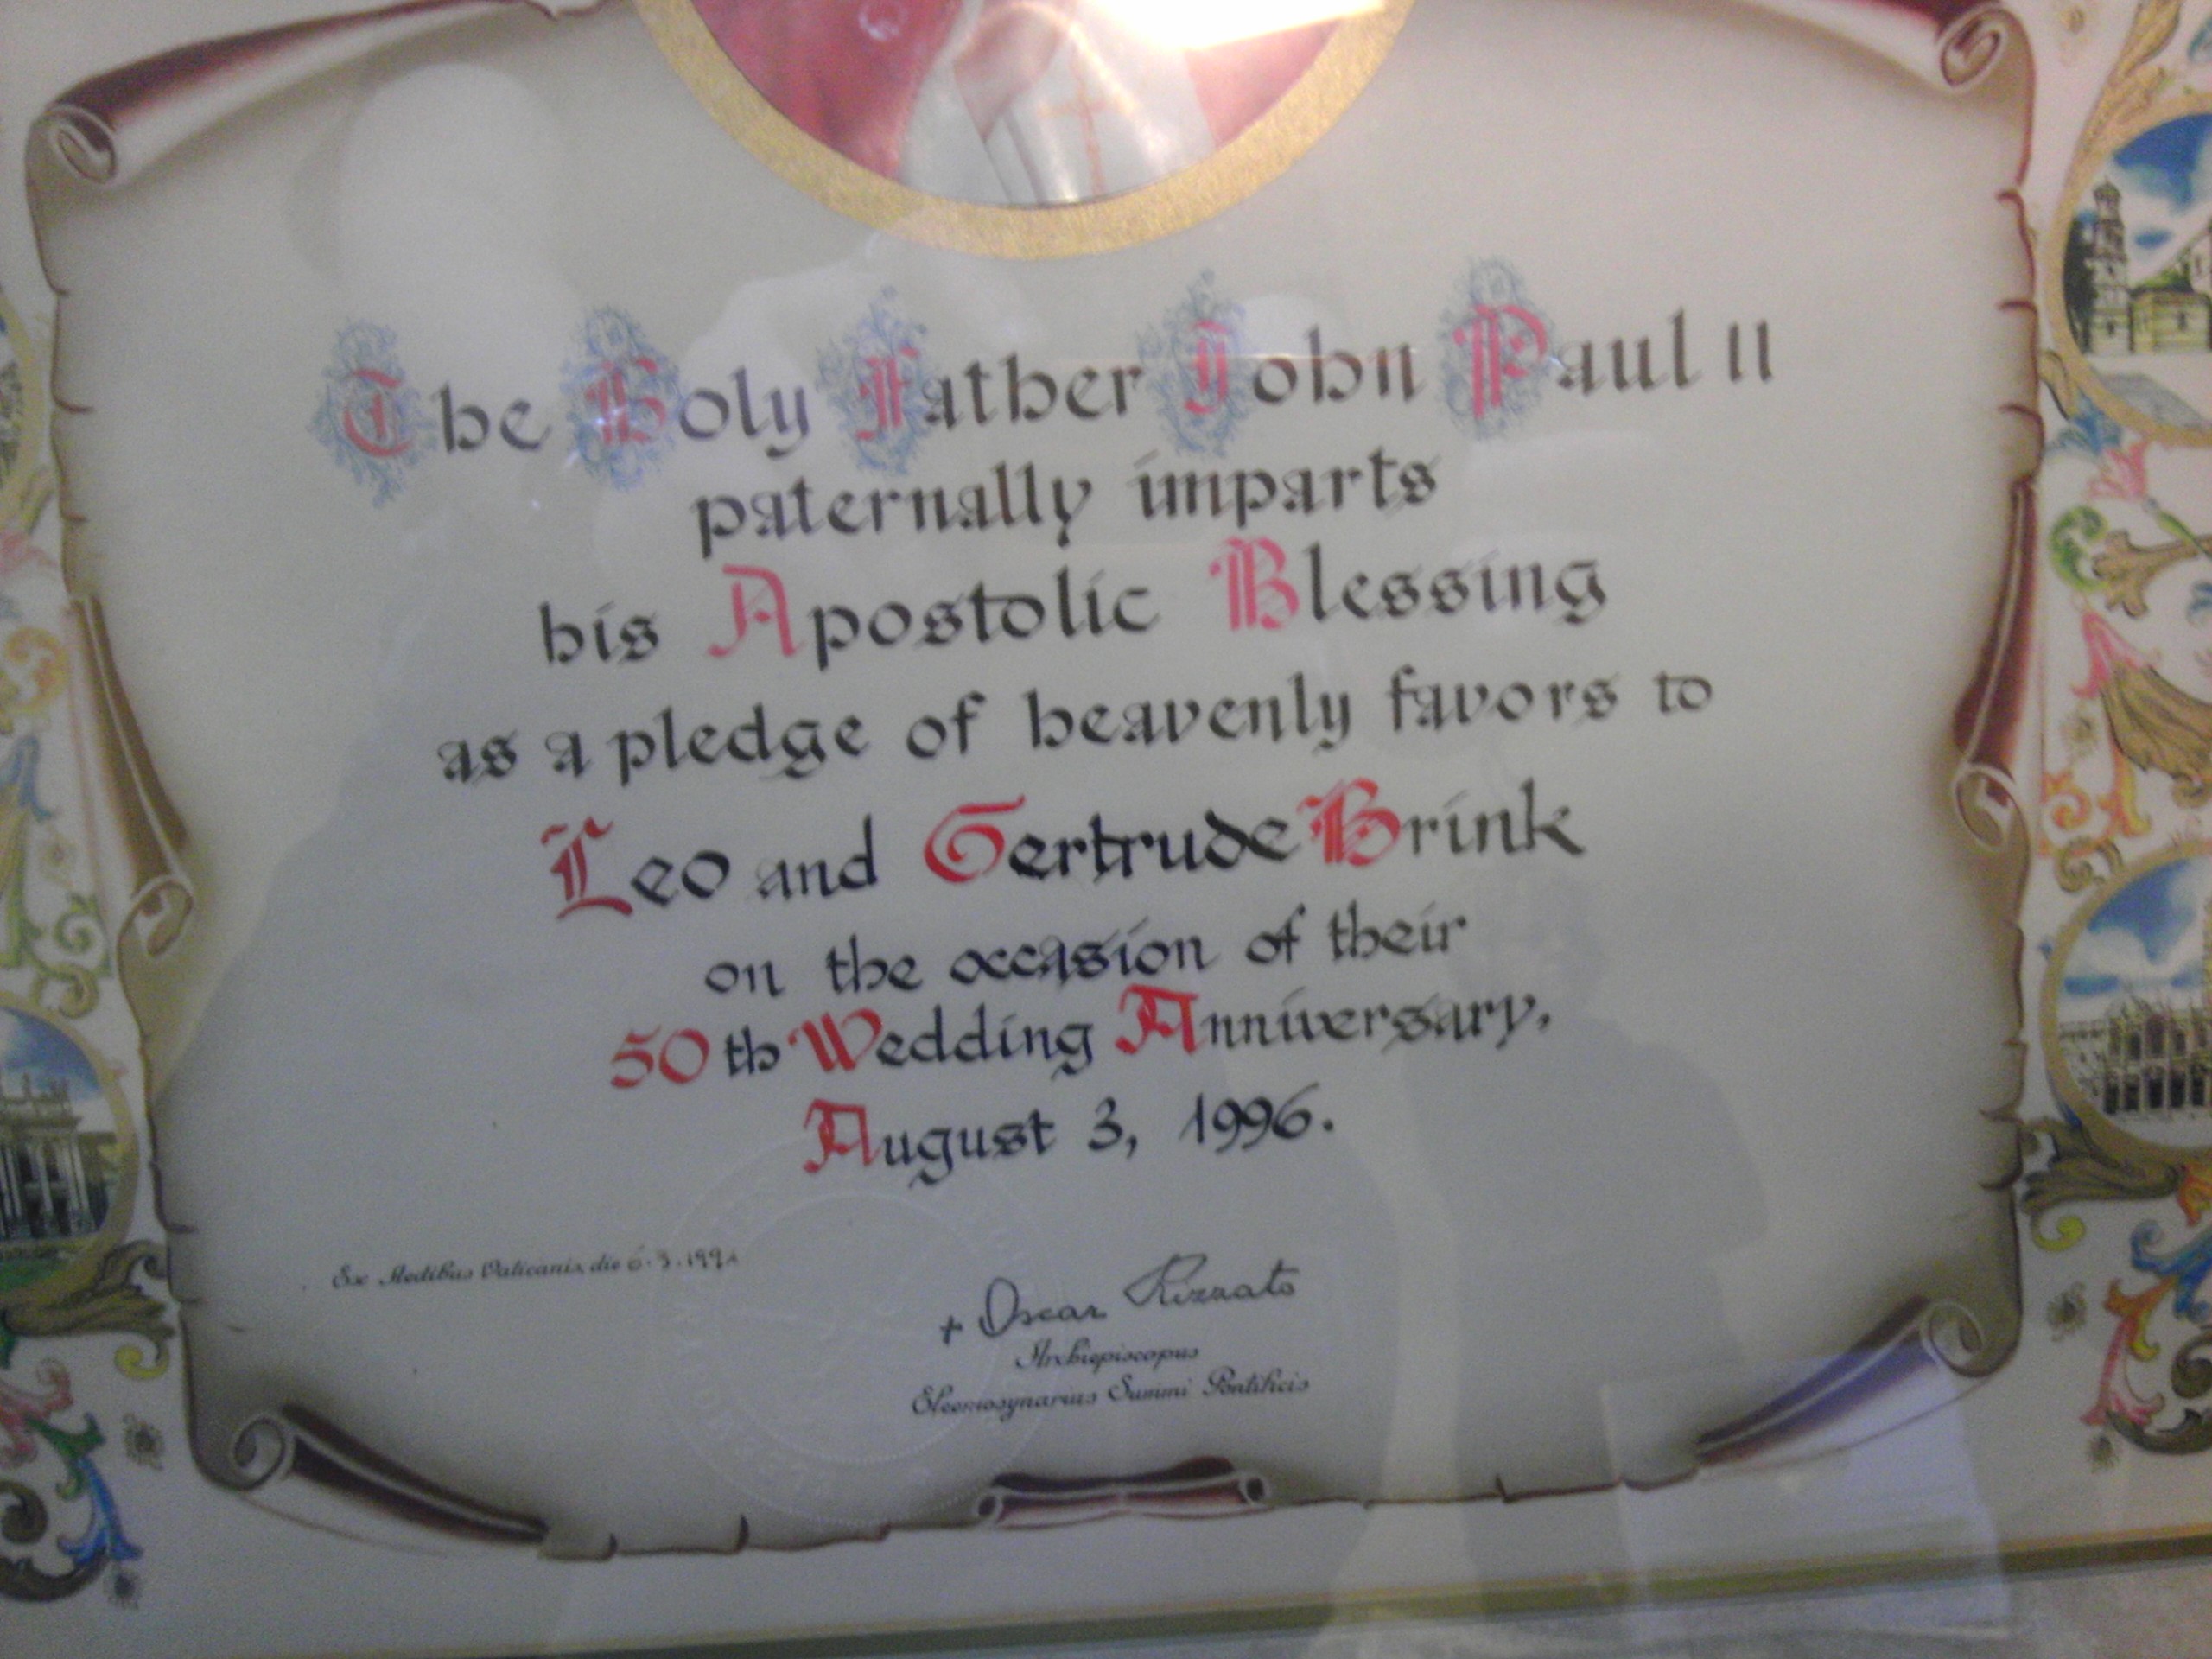 The Holy Father John Paul II
paternally imparts
his Apostolic Blessing
as a pledge of heavenly favors to
Leo and Gertrude Brink
on the occasion of their
50th Wedding Anniversary,
August 3, 1996.
Ex Aedibus Vaticanis, die
+ Oscar Rizzato
Archiepiscopus
Eleemosynarius Summi Pontificis